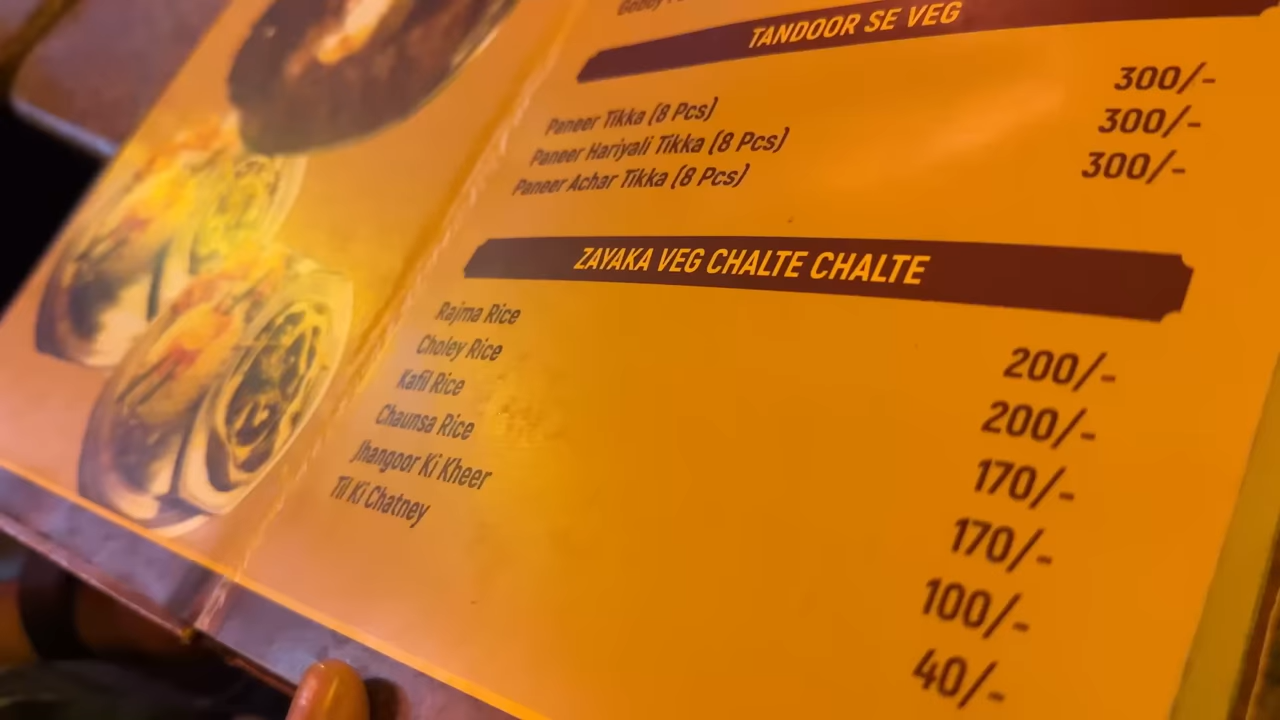 TANDOOR SE VEG
Paneer Tikka (8 Pcs) 300/-
Paneer Hariyali Tikka (8 Pcs) 300/-
Paneer Achar Tikka (8 Pcs) 300/-
ZAYAKA VEG CHALTE CHALTE
Rajma Rice 200/-
Choley Rice 200/-
Kafil Rice 170/-
Chaunsa Rice 170/-
Jhangoor Ki Kheer 100/-
Til Ki Chatney 40/-